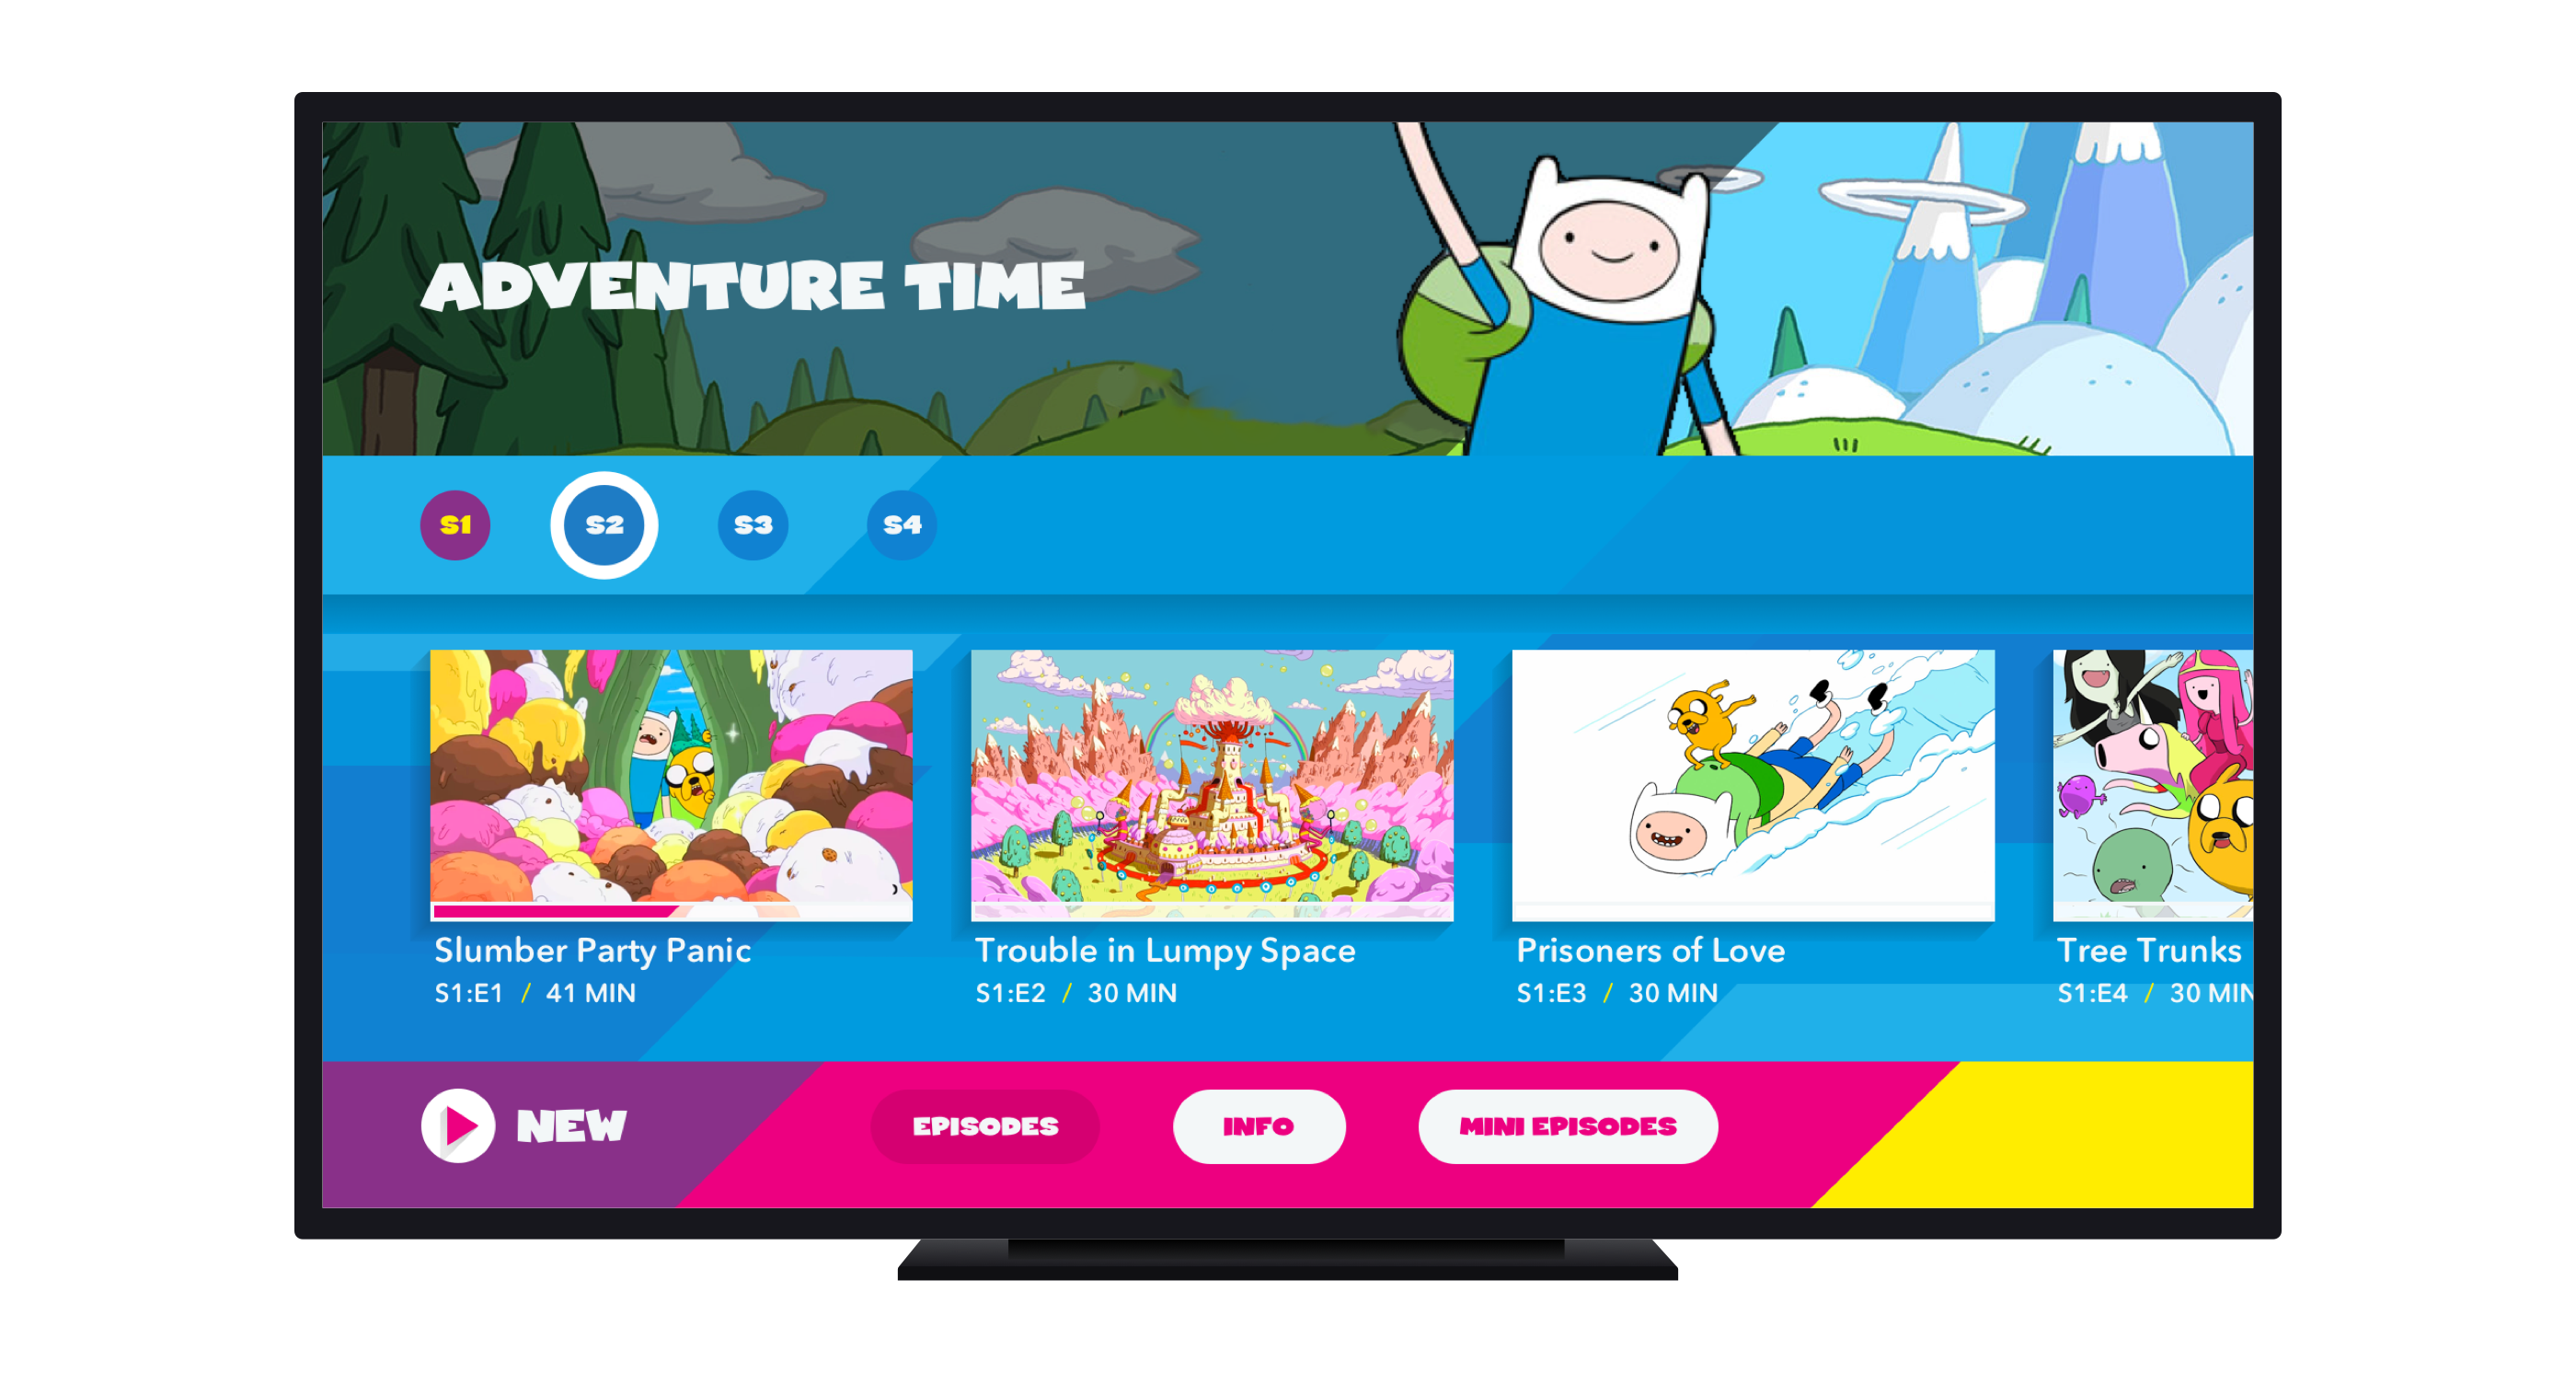 ADVENTURE TIME
S1 S2 S3 S4
Slumber Party Panic
S1:E1 / 41 MIN
Trouble in Lumpy Space
S1:E2 / 30 MIN
Prisoners of Love
S1:E3 / 30 MIN
Tree Trunks
S1:E4 / 30 MIN
NEW
EPISODES
INFO
MINI EPISODES